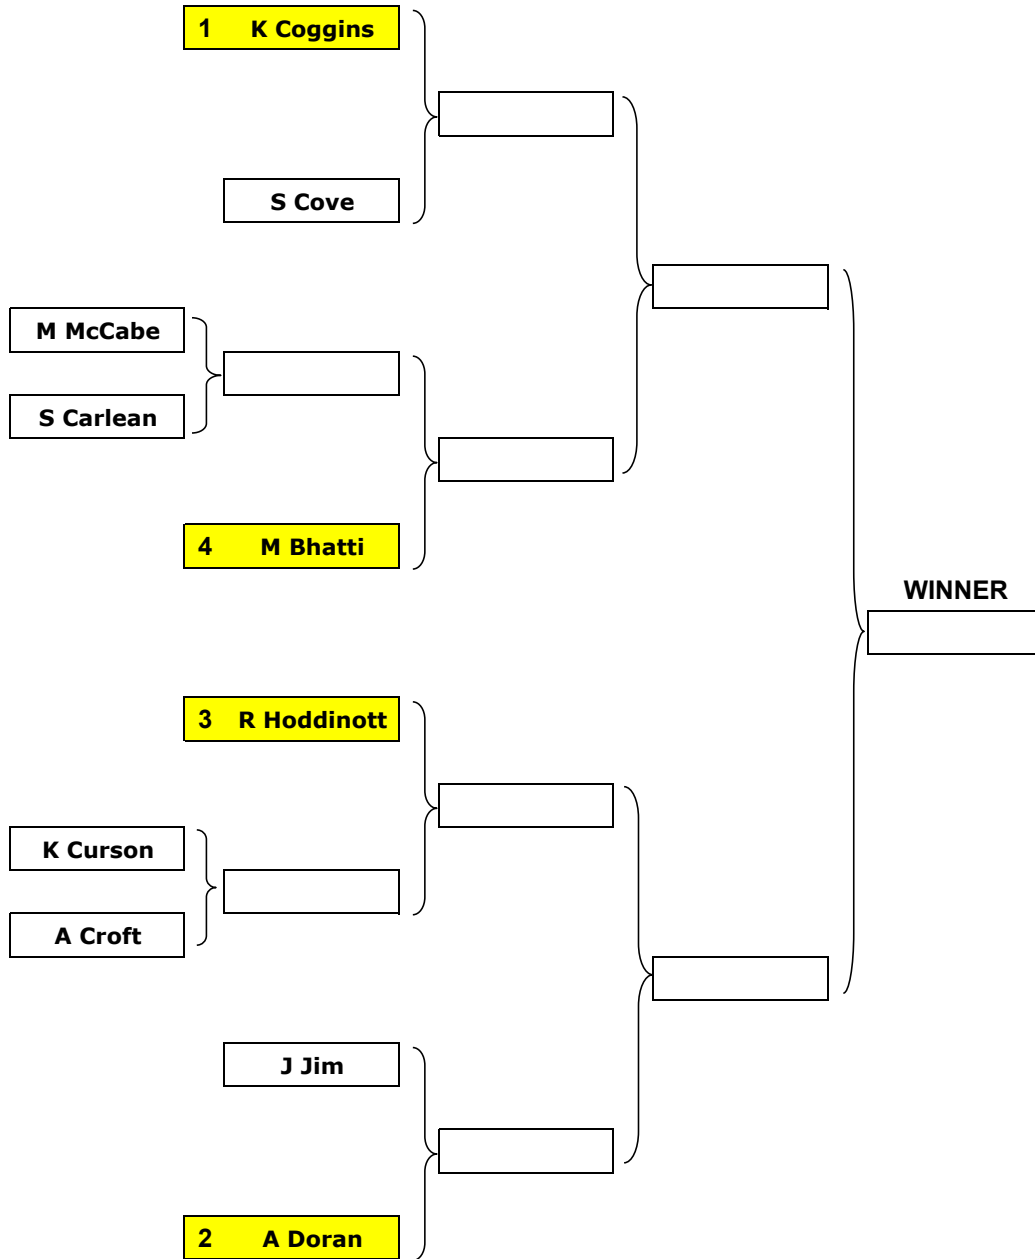 1 K Coggins
S Cove
M McCabe
S Carlean
4 M Bhatti
WINNER
3 R Hoddinott
K Curson
A Croft
J Jim
2 A Doran